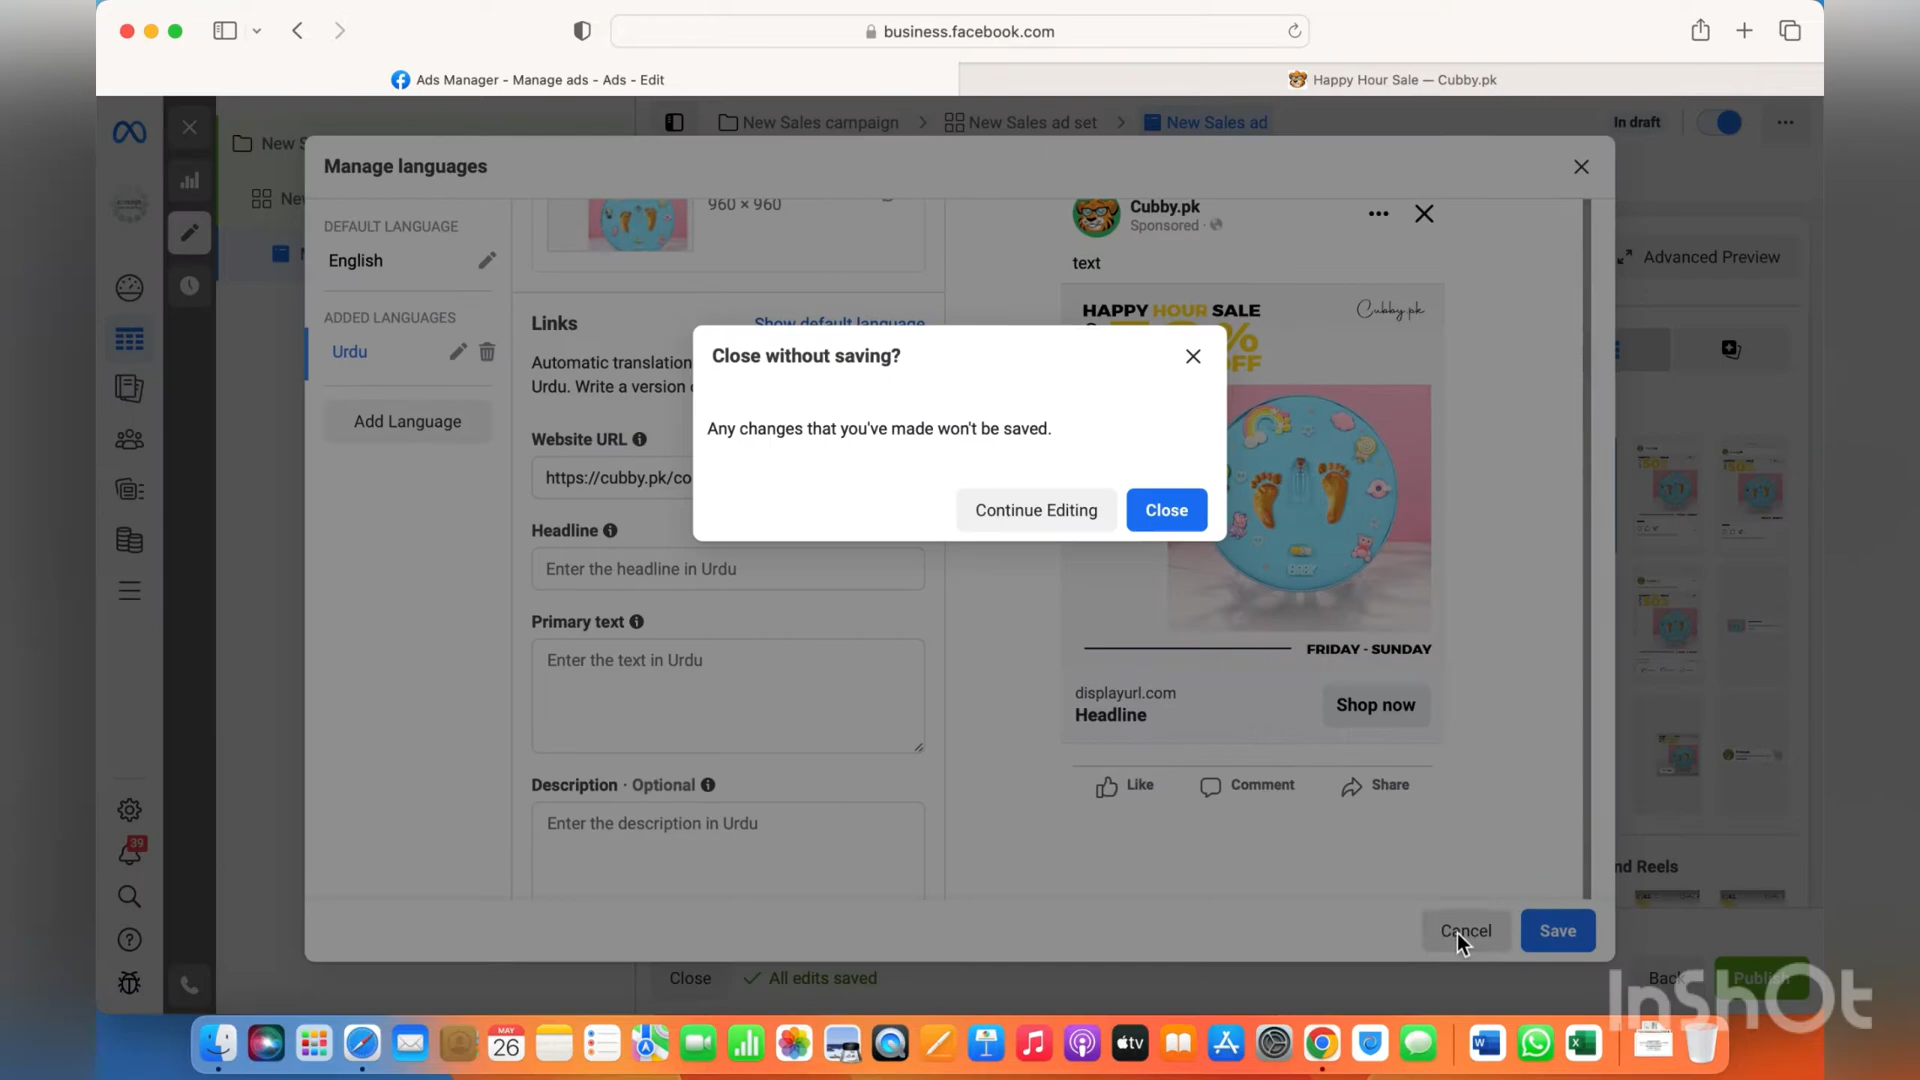 business.facebook.com
Ads Manager - Manage ads - Ads - Edit
Happy Hour Sale — Cubby.pk
New Sales campaign
New Sales ad set
New Sales ad
In draft
New S
Manage languages
DEFAULT LANGUAGE
English
ADDED LANGUAGES
Urdu
Add Language
960 × 960
Links
Show default language
Automatic translation
Urdu. Write a version
Website URL
https://cubby.pk/co
Headline
Enter the headline in Urdu
Primary text
Enter the text in Urdu
Description · Optional
Enter the description in Urdu
Close without saving?
Any changes that you've made won't be saved.
Continue Editing
Close
Cubby.pk
Sponsored
text
HAPPY HOUR SALE
Cubby.pk
%
OFF
BABY
FRIDAY - SUNDAY
displayurl.com
Headline
Shop now
Like
Comment
Share
Advanced Preview
nd Reels
Cancel
Save
Close
All edits saved
Back
Publish
39
InShOt
MAY
26
tv